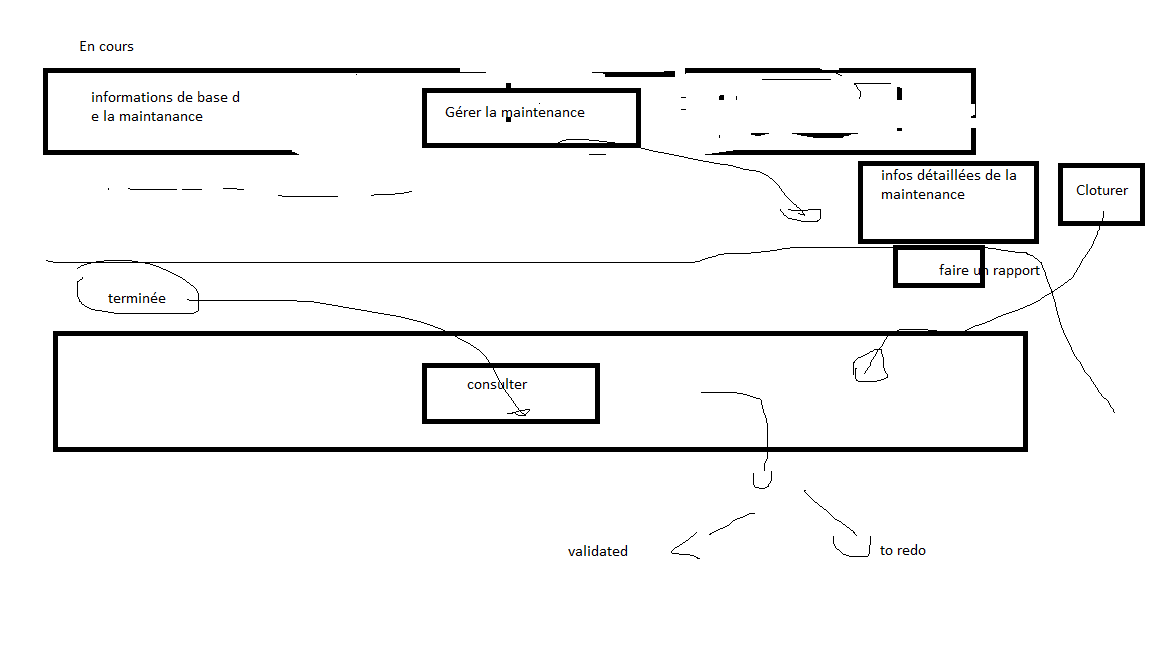 En cours
informations de base d
e la maintanance
Gérer la maintenance
infos détaillées de la
maintenance
Cloturer
faire un rapport
terminée
consulter
validated
to redo